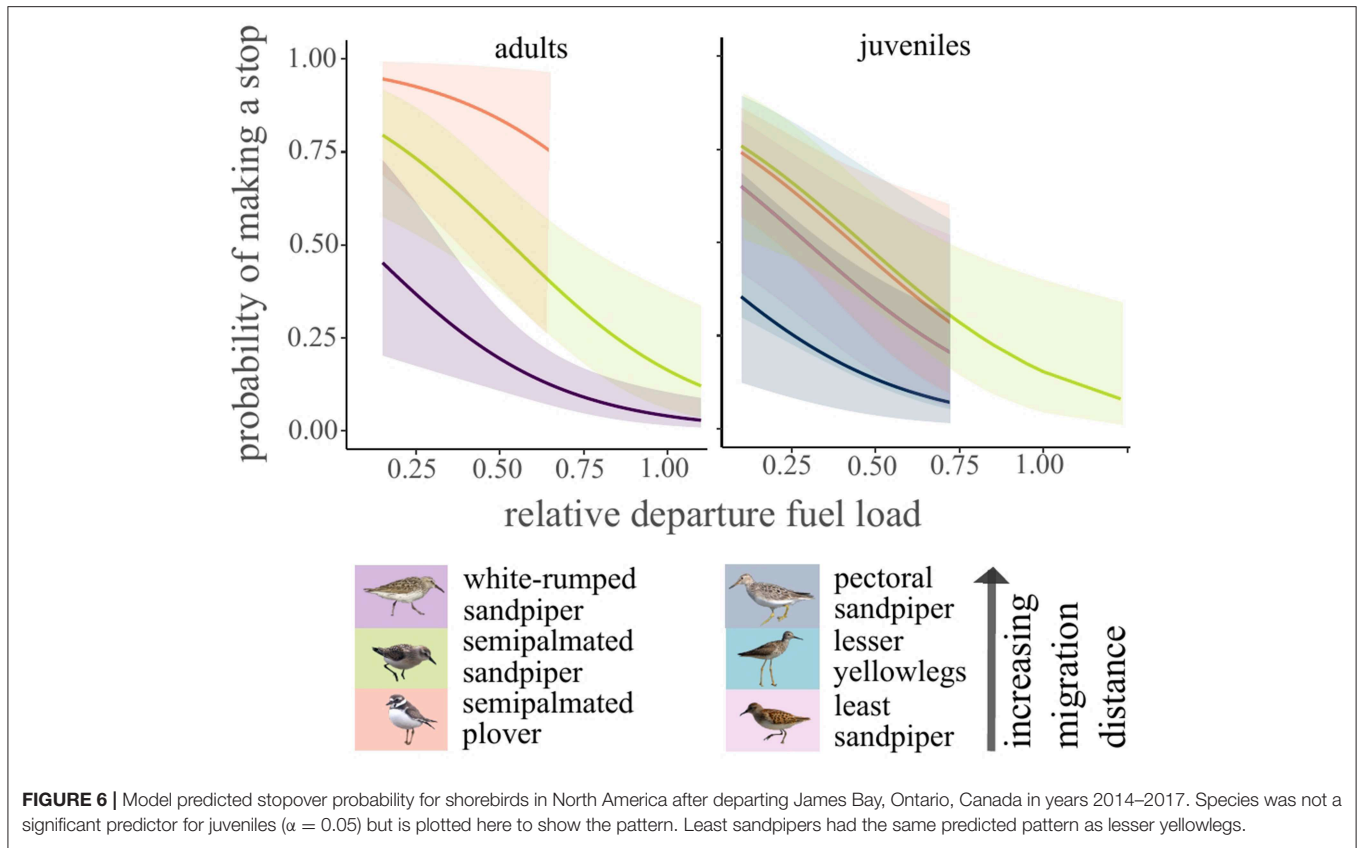 adults
juveniles
probability of making a stop
1.00
0.75
0.50
0.25
0.00
0.25 0.50 0.75 1.00
0.25 0.50 0.75 1.00
relative departure fuel load
white-rumped
sandpiper
semipalmated
sandpiper
semipalmated
plover
pectoral
sandpiper
lesser
yellowlegs
least
sandpiper
increasing
migration
distance
FIGURE 6 | Model predicted stopover probability for shorebirds in North America after departing James Bay, Ontario, Canada in years 2014–2017. Species was not a
significant predictor for juveniles (α = 0.05) but is plotted here to show the pattern. Least sandpipers had the same predicted pattern as lesser yellowlegs.